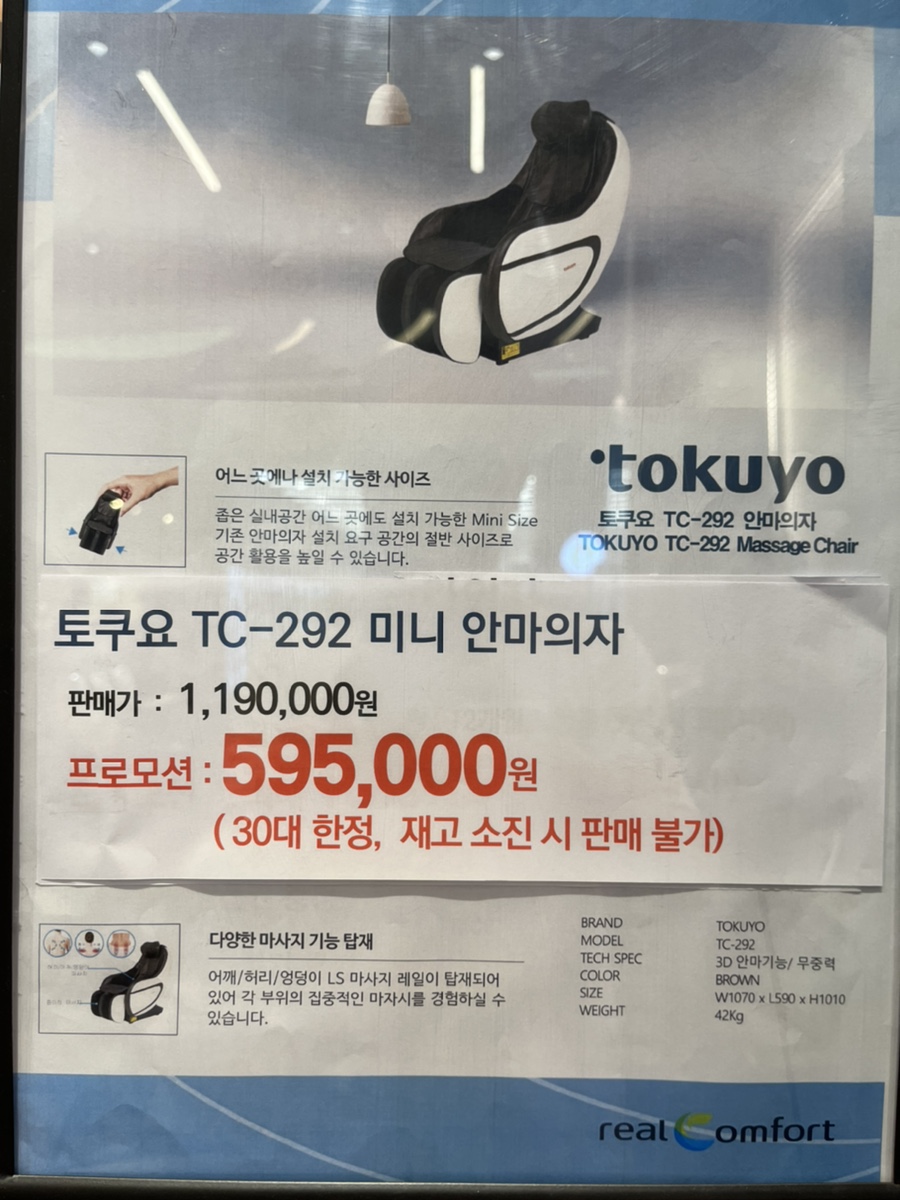 어느 곳에나 설치 가능한 사이즈
좁은 실내공간 어느 곳에도 설치 가능한 Mini Size
기존 안마의자 설치 요구 공간의 절반 사이즈로
공간 활용을 높일 수 있습니다.
tokuyo
토쿠요 TC-292 안마의자
TOKUYO TC-292 Massage Chair
토쿠요 TC-292 미니 안마의자
판매가 : 1,190,000원
프로모션 : 595,000원
( 30대 한정, 재고 소진 시 판매 불가)
다양한 마사지 기능 탑재
어깨/허리/엉덩이 LS 마사지 레일이 탑재되어
있어 각 부위의 집중적인 마자시를 경험하실 수
있습니다.
BRAND TOKUYO
MODEL TC-292
TECH SPEC 3D 안마기능/ 무중력
COLOR BROWN
SIZE W1070 x L590 x H1010
WEIGHT 42Kg
real Comfort